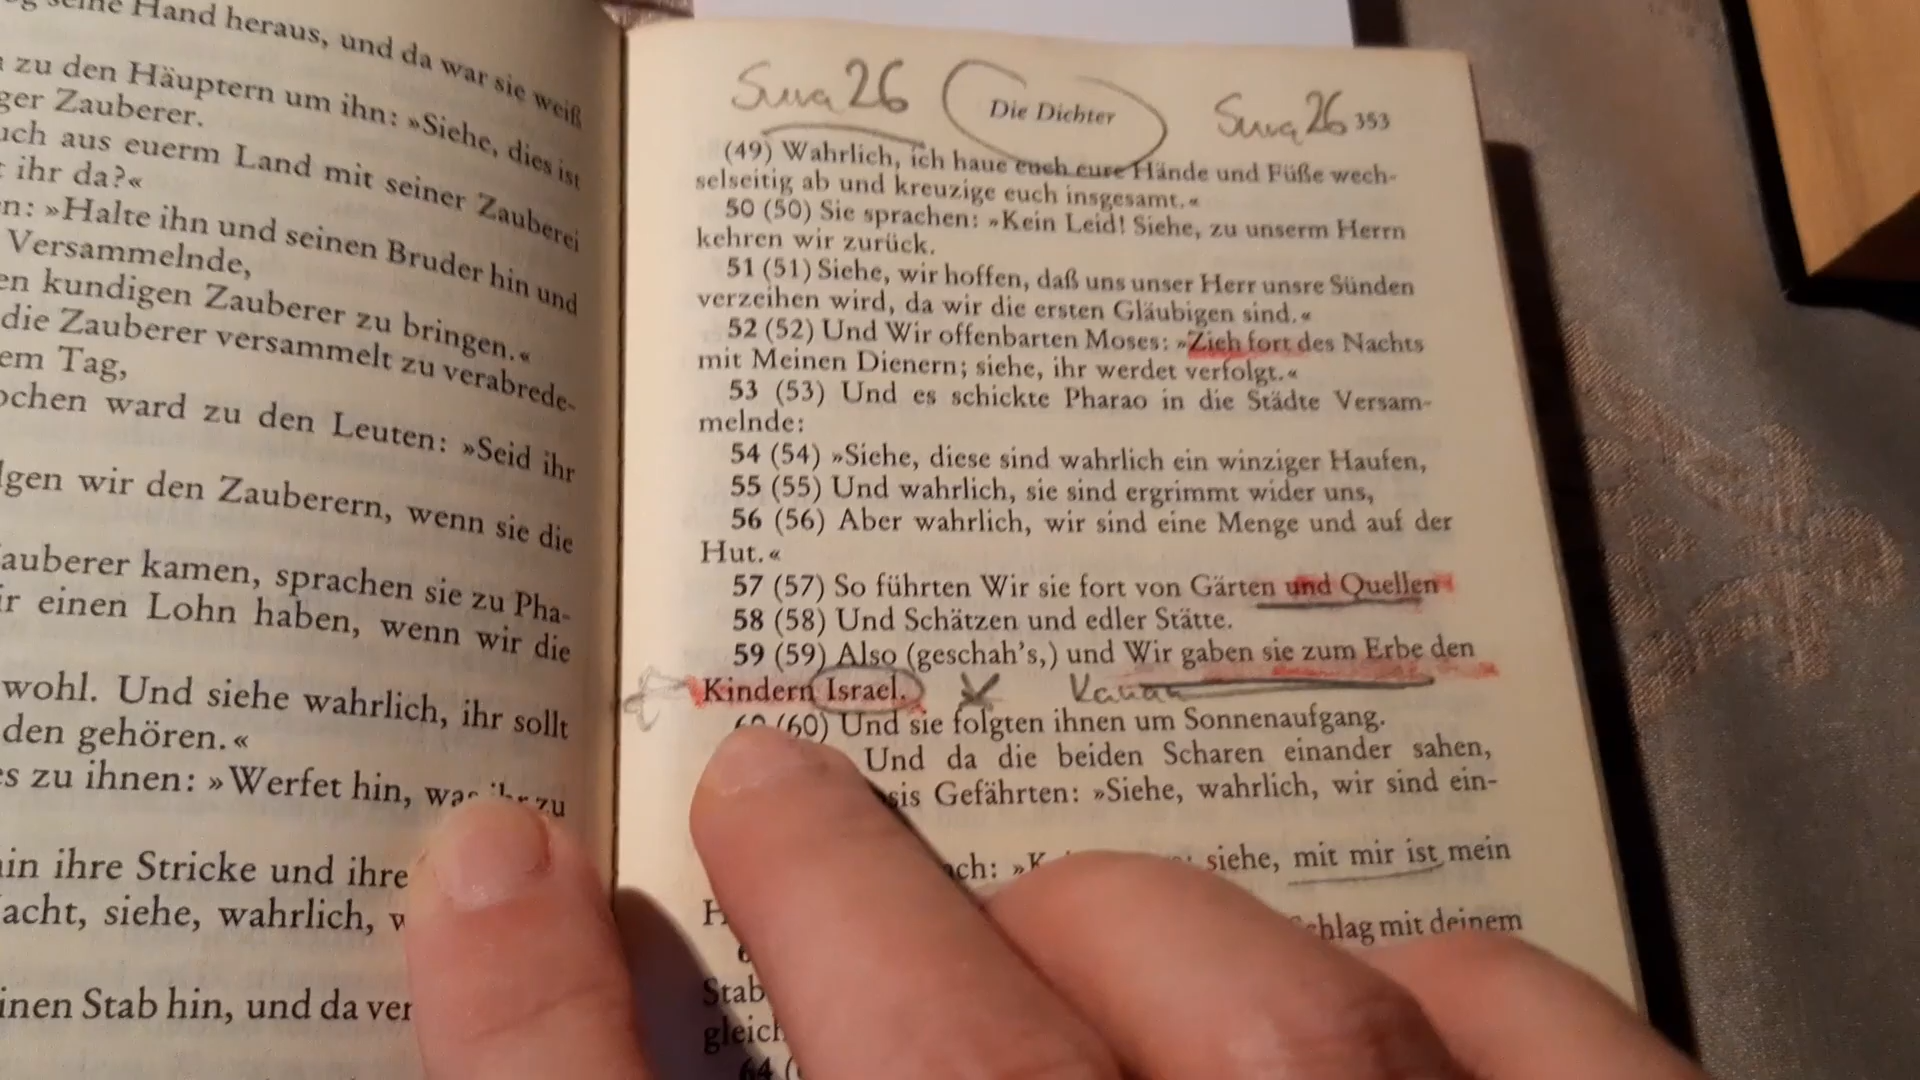 seine Hand heraus, und da war sie weiß
zu den Häuptern um ihn: »Siehe, dies ist
ger Zauberer.
uch aus euerm Land mit seiner Zauberei
ihr da?«
n: »Halte ihn und seinen Bruder hin und
Versammelnde,
en kundigen Zauberer zu bringen.«
die Zauberer versammelt zu verabrede-
em Tag,
ochen ward zu den Leuten: »Seid ihr
lgen wir den Zauberern, wenn sie die
auberer kamen, sprachen sie zu Pha-
ir einen Lohn haben, wenn wir die
wohl. Und siehe wahrlich, ihr sollt
den gehören.«
es zu ihnen: »Werfet hin, was ihr zu
hin ihre Stricke und ihre
acht, siehe, wahrlich, w
inen Stab hin, und da ver
Sura 26 Die Dichter Sura 26 353
(49) Wahrlich, ich haue euch eure Hände und Füße wech-
selseitig ab und kreuzige euch insgesamt.«
50 (50) Sie sprachen: »Kein Leid! Siehe, zu unserm Herrn
kehren wir zurück.
51 (51) Siehe, wir hoffen, daß uns unser Herr unsre Sünden
verzeihen wird, da wir die ersten Gläubigen sind.«
52 (52) Und Wir offenbarten Moses: »Zieh fort des Nachts
mit Meinen Dienern; siehe, ihr werdet verfolgt.«
53 (53) Und es schickte Pharao in die Städte Versam-
melnde:
54 (54) »Siehe, diese sind wahrlich ein winziger Haufen,
55 (55) Und wahrlich, sie sind ergrimmt wider uns,
56 (56) Aber wahrlich, wir sind eine Menge und auf der
Hut.«
57 (57) So führten Wir sie fort von Gärten und Quellen
58 (58) Und Schätzen und edler Stätte.
59 (59) Also (geschah's,) und Wir gaben sie zum Erbe den
Kindern Israel. Kanan
60 (60) Und sie folgten ihnen um Sonnenaufgang.
Und da die beiden Scharen einander sahen,
sis Gefährten: »Siehe, wahrlich, wir sind ein-
ach: »K siehe, mit mir ist mein
H
chlag mit deinem
Stab
gleich
64